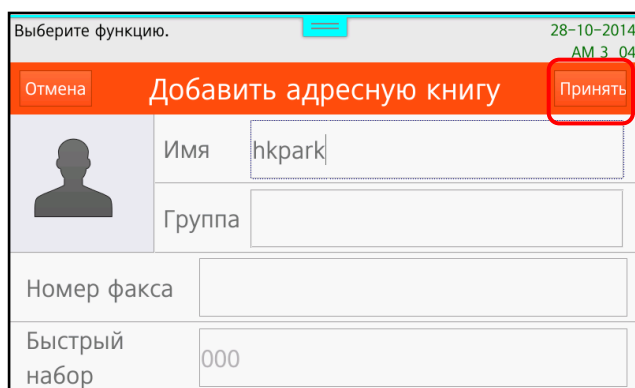 Выберите функцию.
28-10-2014
AM 3 04
Отмена
Добавить адресную книгу
Принять
Имя
hkpark
Группа
Номер факса
Быстрый
набор
000